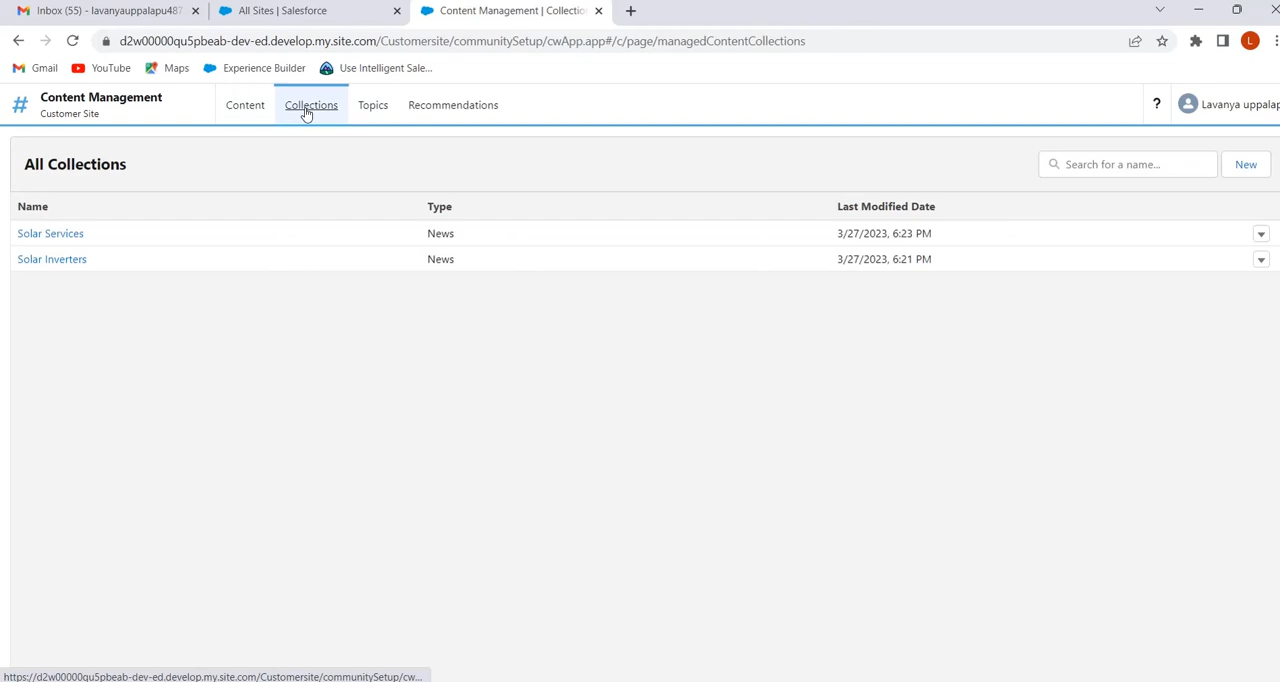 Inbox (55) - lavanyauppalapu487
All Sites | Salesforce
Content Management | Collectio
d2w00000qu5pbeab-dev-ed.develop.my.site.com/Customersite/communitySetup/cwApp.app#/c/page/managedContentCollections
L
Gmail YouTube Maps Experience Builder Use Intelligent Sale...
# Content Management
Customer Site
Content Collections Topics Recommendations
? Lavanya uppalap
All Collections
Search for a name...
New
Name Type Last Modified Date
Solar Services News 3/27/2023, 6:23 PM
Solar Inverters News 3/27/2023, 6:21 PM
https://d2w00000qu5pbeab-dev-ed.develop.my.site.com/Customersite/communitySetup/cw...